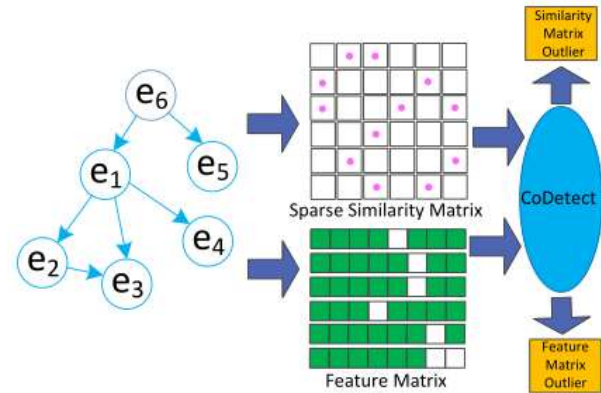 e6
e5
e1
e4
e2
e3
Sparse Similarity Matrix
Feature Matrix
CoDetect
Similarity
Matrix
Outlier
Feature
Matrix
Outlier